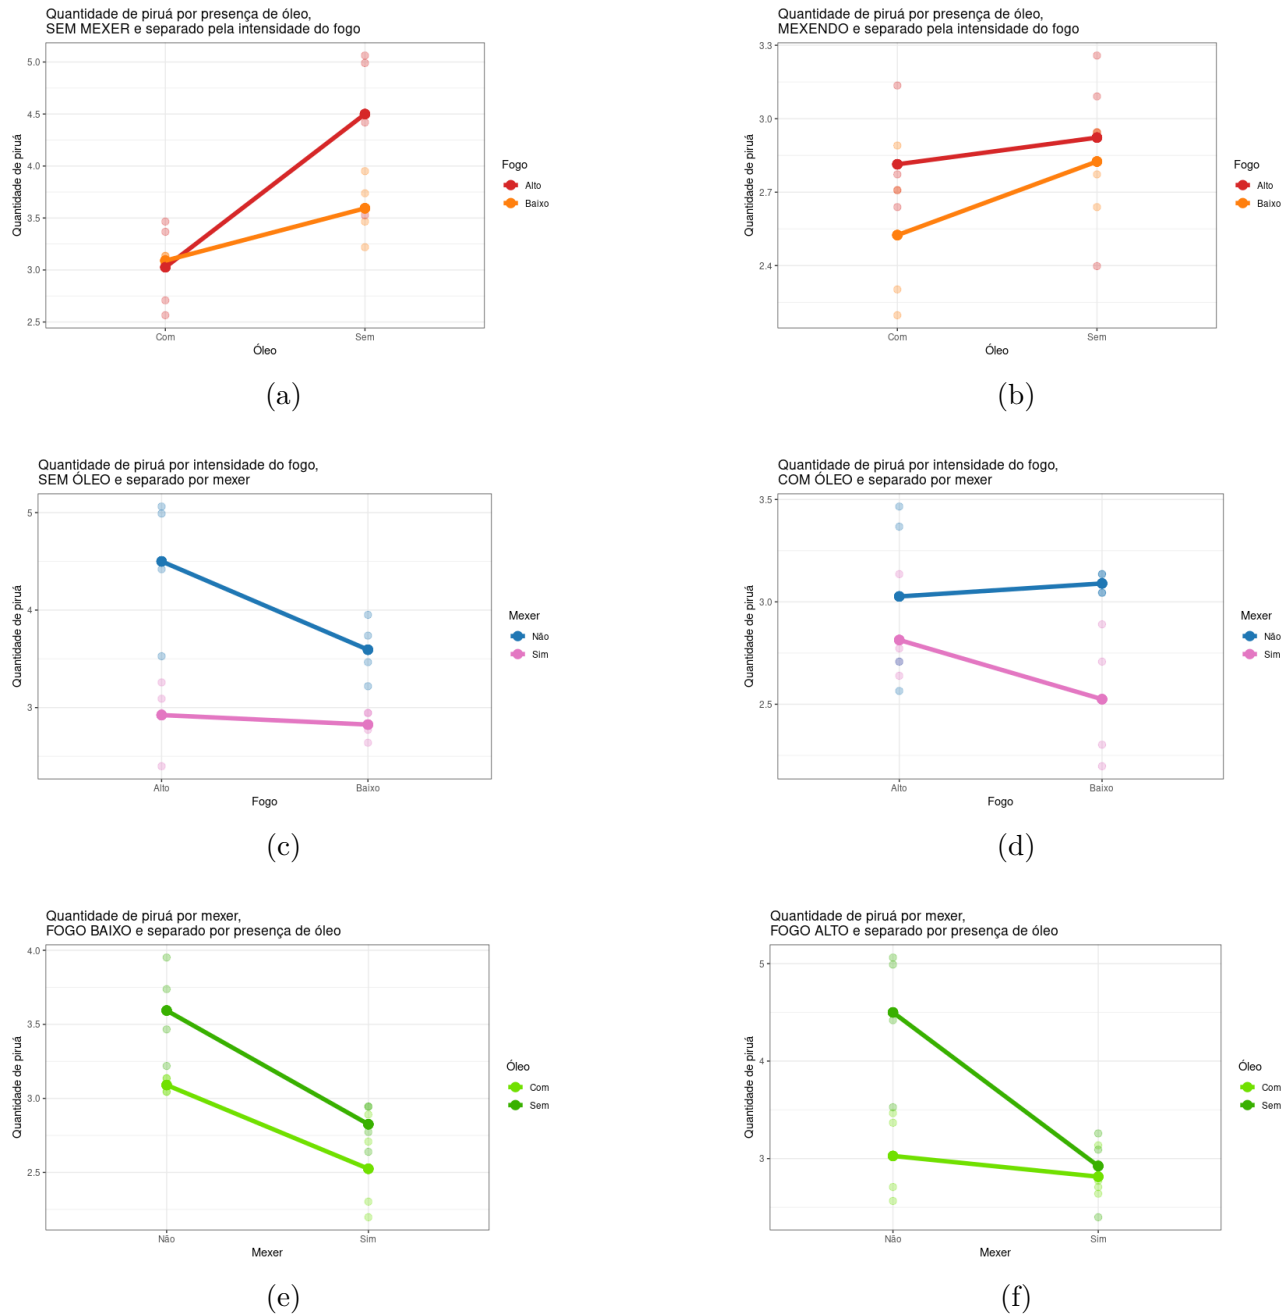 Quantidade de piruá por presença de óleo,
SEM MEXER e separado pela intensidade do fogo
Quantidade de piruá
5.0
4.5
4.0
3.5
3.0
2.5
Com
Sem
Óleo
Fogo
Alto
Baixo
(a)
Quantidade de piruá por presença de óleo,
MEXENDO e separado pela intensidade do fogo
Quantidade de piruá
3.3
3.0
2.7
2.4
Com
Sem
Óleo
Fogo
Alto
Baixo
(b)
Quantidade de piruá por intensidade do fogo,
SEM ÓLEO e separado por mexer
Quantidade de piruá
5
4
3
Alto
Baixo
Fogo
Mexer
Não
Sim
(c)
Quantidade de piruá por intensidade do fogo,
COM ÓLEO e separado por mexer
Quantidade de piruá
3.5
3.0
2.5
Alto
Baixo
Fogo
Mexer
Não
Sim
(d)
Quantidade de piruá por mexer,
FOGO BAIXO e separado por presença de óleo
Quantidade de piruá
4.0
3.5
3.0
2.5
Não
Sim
Mexer
Óleo
Com
Sem
(e)
Quantidade de piruá por mexer,
FOGO ALTO e separado por presença de óleo
Quantidade de piruá
5
4
3
Não
Sim
Mexer
Óleo
Com
Sem
(f)